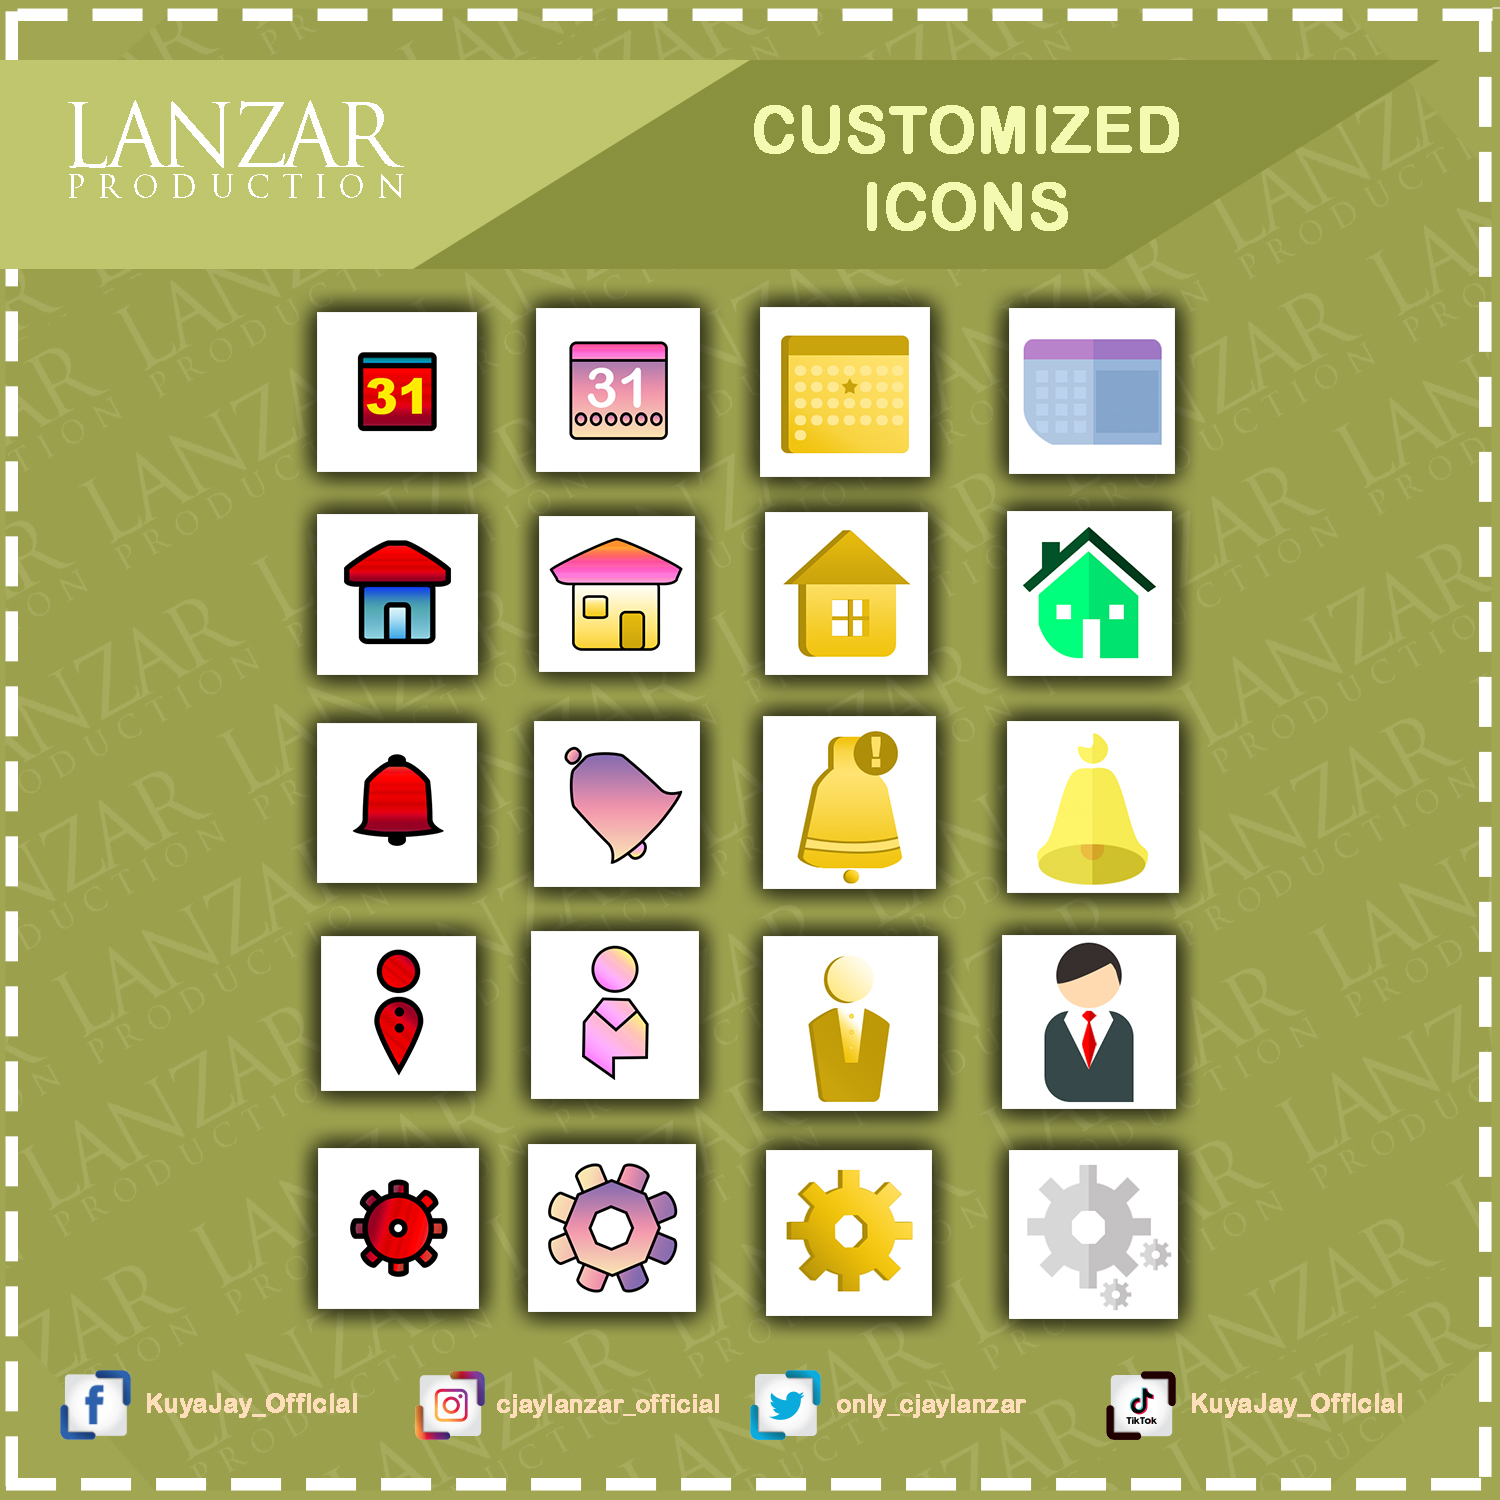 LANZAR
PRODUCTION
CUSTOMIZED
ICONS
31
31
!
KuyaJay_Official
cjaylanzar_official
only_cjaylanzar
TikTok
KuyaJay_Official